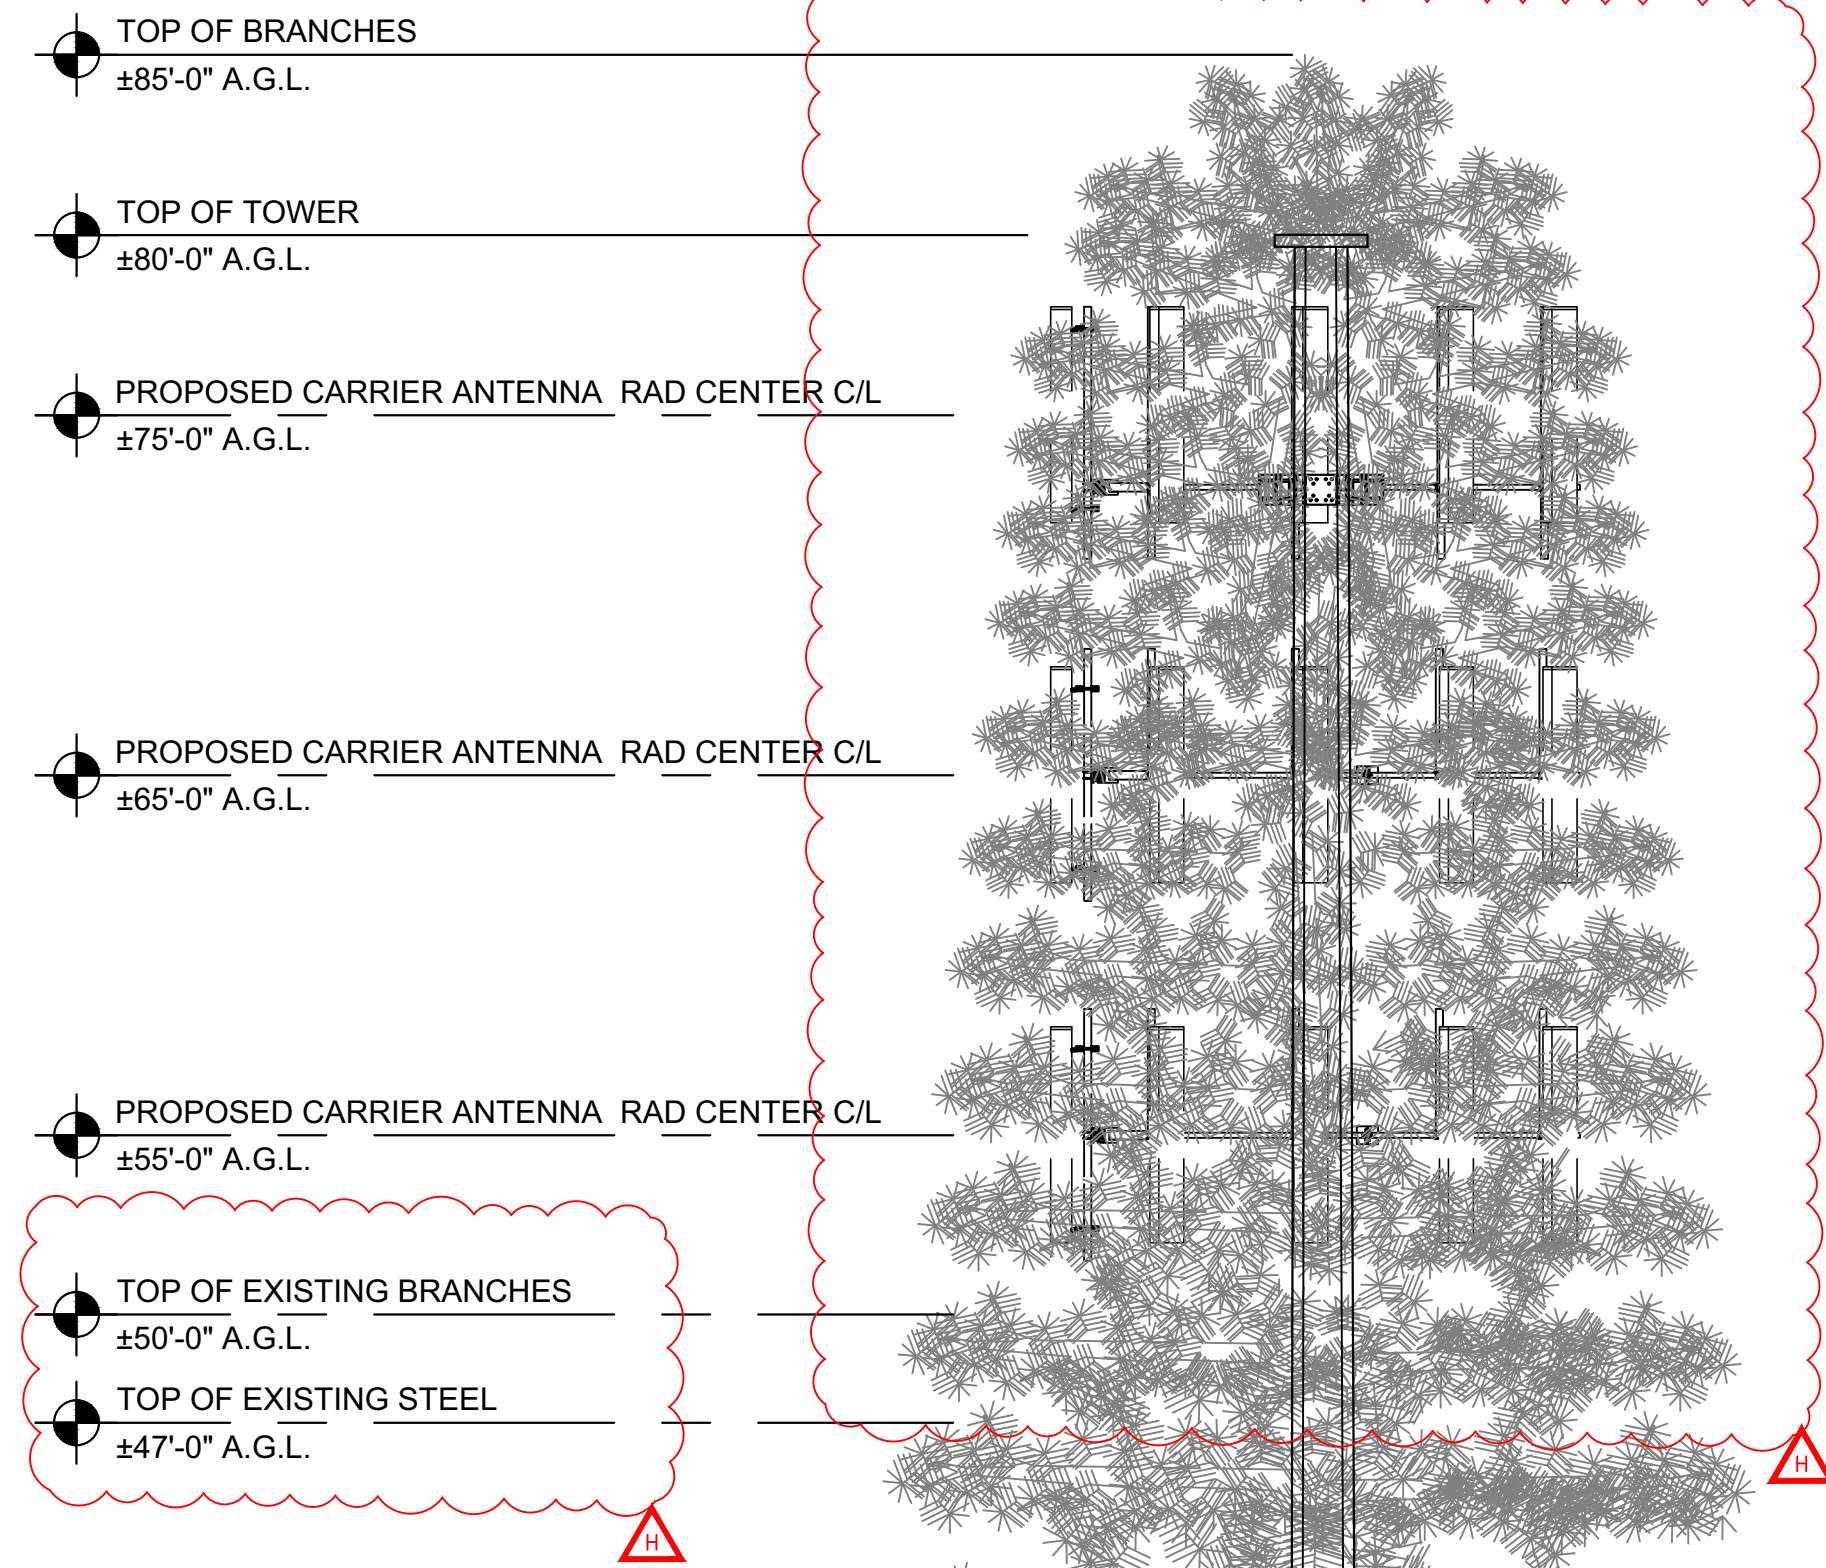 TOP OF BRANCHES
±85'-0" A.G.L.
TOP OF TOWER
±80'-0" A.G.L.
PROPOSED CARRIER ANTENNA RAD CENTER C/L
±75'-0" A.G.L.
PROPOSED CARRIER ANTENNA RAD CENTER C/L
±65'-0" A.G.L.
PROPOSED CARRIER ANTENNA RAD CENTER C/L
±55'-0" A.G.L.
TOP OF EXISTING BRANCHES
±50'-0" A.G.L.
TOP OF EXISTING STEEL
±47'-0" A.G.L.
H
H